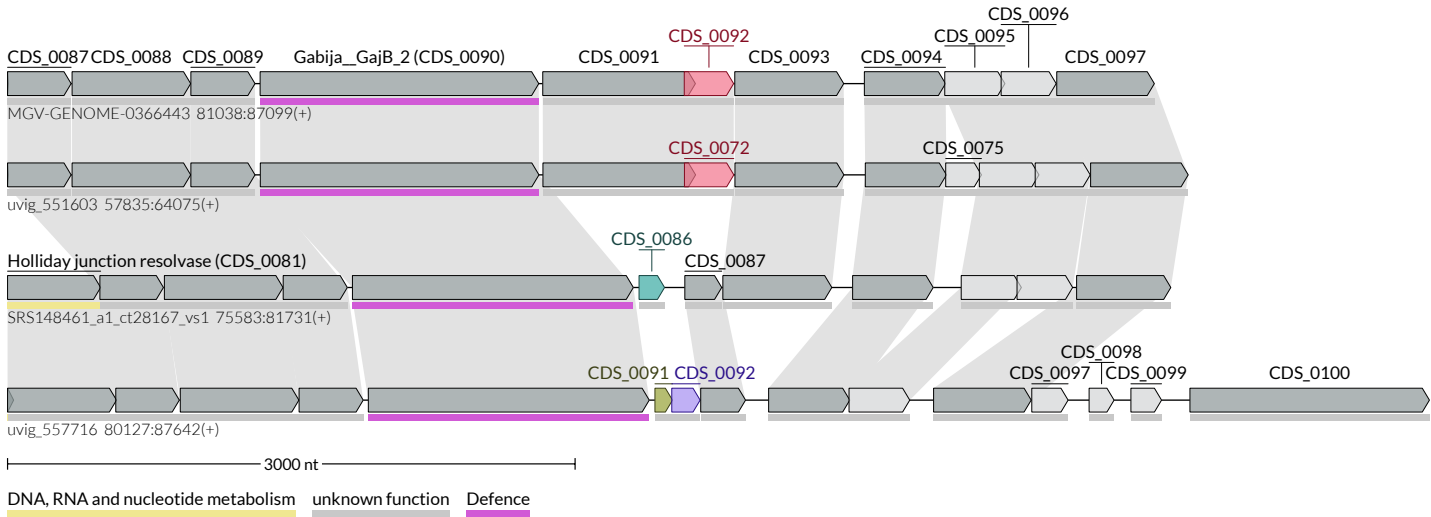 CDS_0096
CDS_0092 CDS_0095
CDS_0087 CDS_0088 CDS_0089 Gabija__GajB_2 (CDS_0090) CDS_0091 CDS_0093 CDS_0094 CDS_0097
MGV-GENOME-0366443 81038:87099(+)
CDS_0072 CDS_0075
uvig_551603 57835:64075(+)
CDS_0086
Holliday junction resolvase (CDS_0081) CDS_0087
SRS148461_a1_ct28167_vs1 75583:81731(+)
CDS_0098
CDS_0091 CDS_0092 CDS_0097 CDS_0099 CDS_0100
uvig_557716 80127:87642(+)
3000 nt
DNA, RNA and nucleotide metabolism unknown function Defence